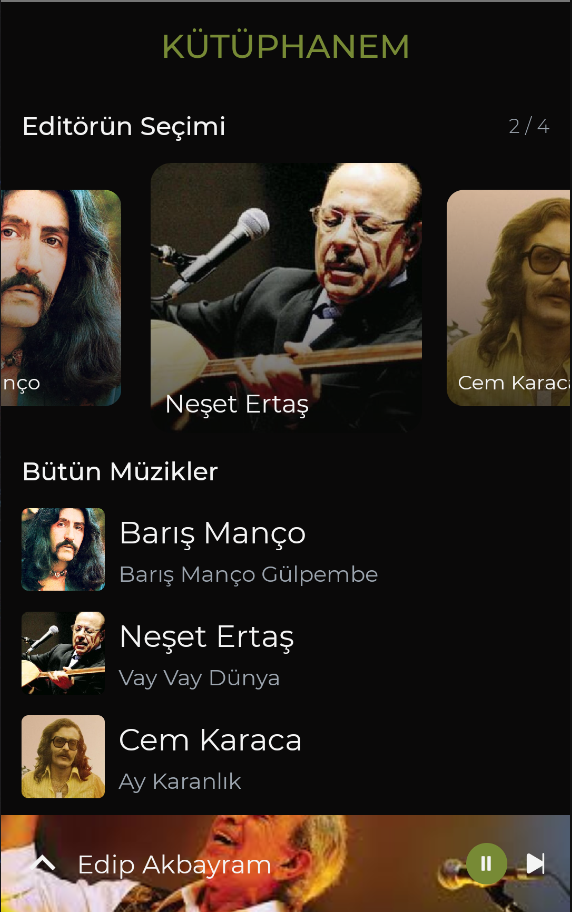 KÜTÜPHANEM
Editörün Seçimi
2 / 4
nço
Neşet Ertaş
Cem Karaca
Bütün Müzikler
Barış Manço
Barış Manço Gülpembe
Neşet Ertaş
Vay Vay Dünya
Cem Karaca
Ay Karanlık
Edip Akbayram